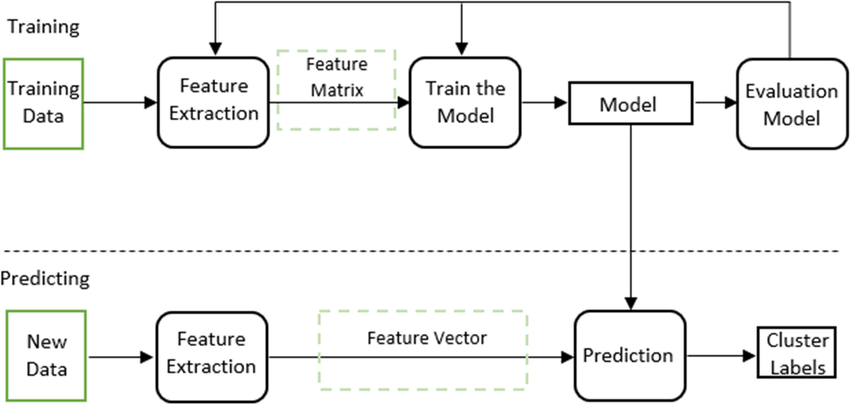 Training
Training
Data
Feature
Extraction
Feature
Matrix
Train the
Model
Model
Evaluation
Model
Predicting
New
Data
Feature
Extraction
Feature Vector
Prediction
Cluster
Labels